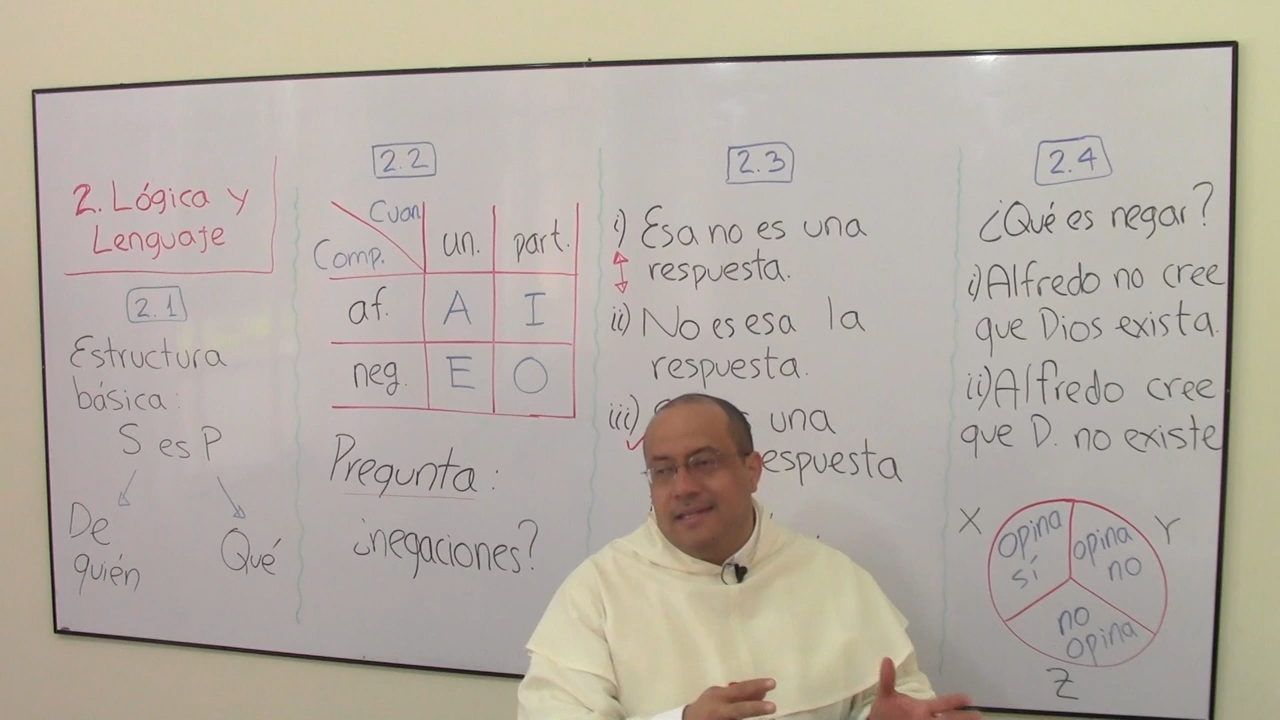 2. Lógica y
Lenguaje
2.1
Estructura
básica:
S es P
De
quién
Qué
2.2
Cuan
Comp.
un.
part.
af.
A
I
neg.
E
O
Pregunta:
¿negaciones?
2.3
i) Esa no es una
respuesta.
ii) No es esa la
respuesta.
iii)
una
respuesta
2.4
¿Qué es negar?
i) Alfredo no cree
que Dios exista.
ii) Alfredo cree
que D. no existe
X
Y
opina
sí
opina
no
no
opina
Z